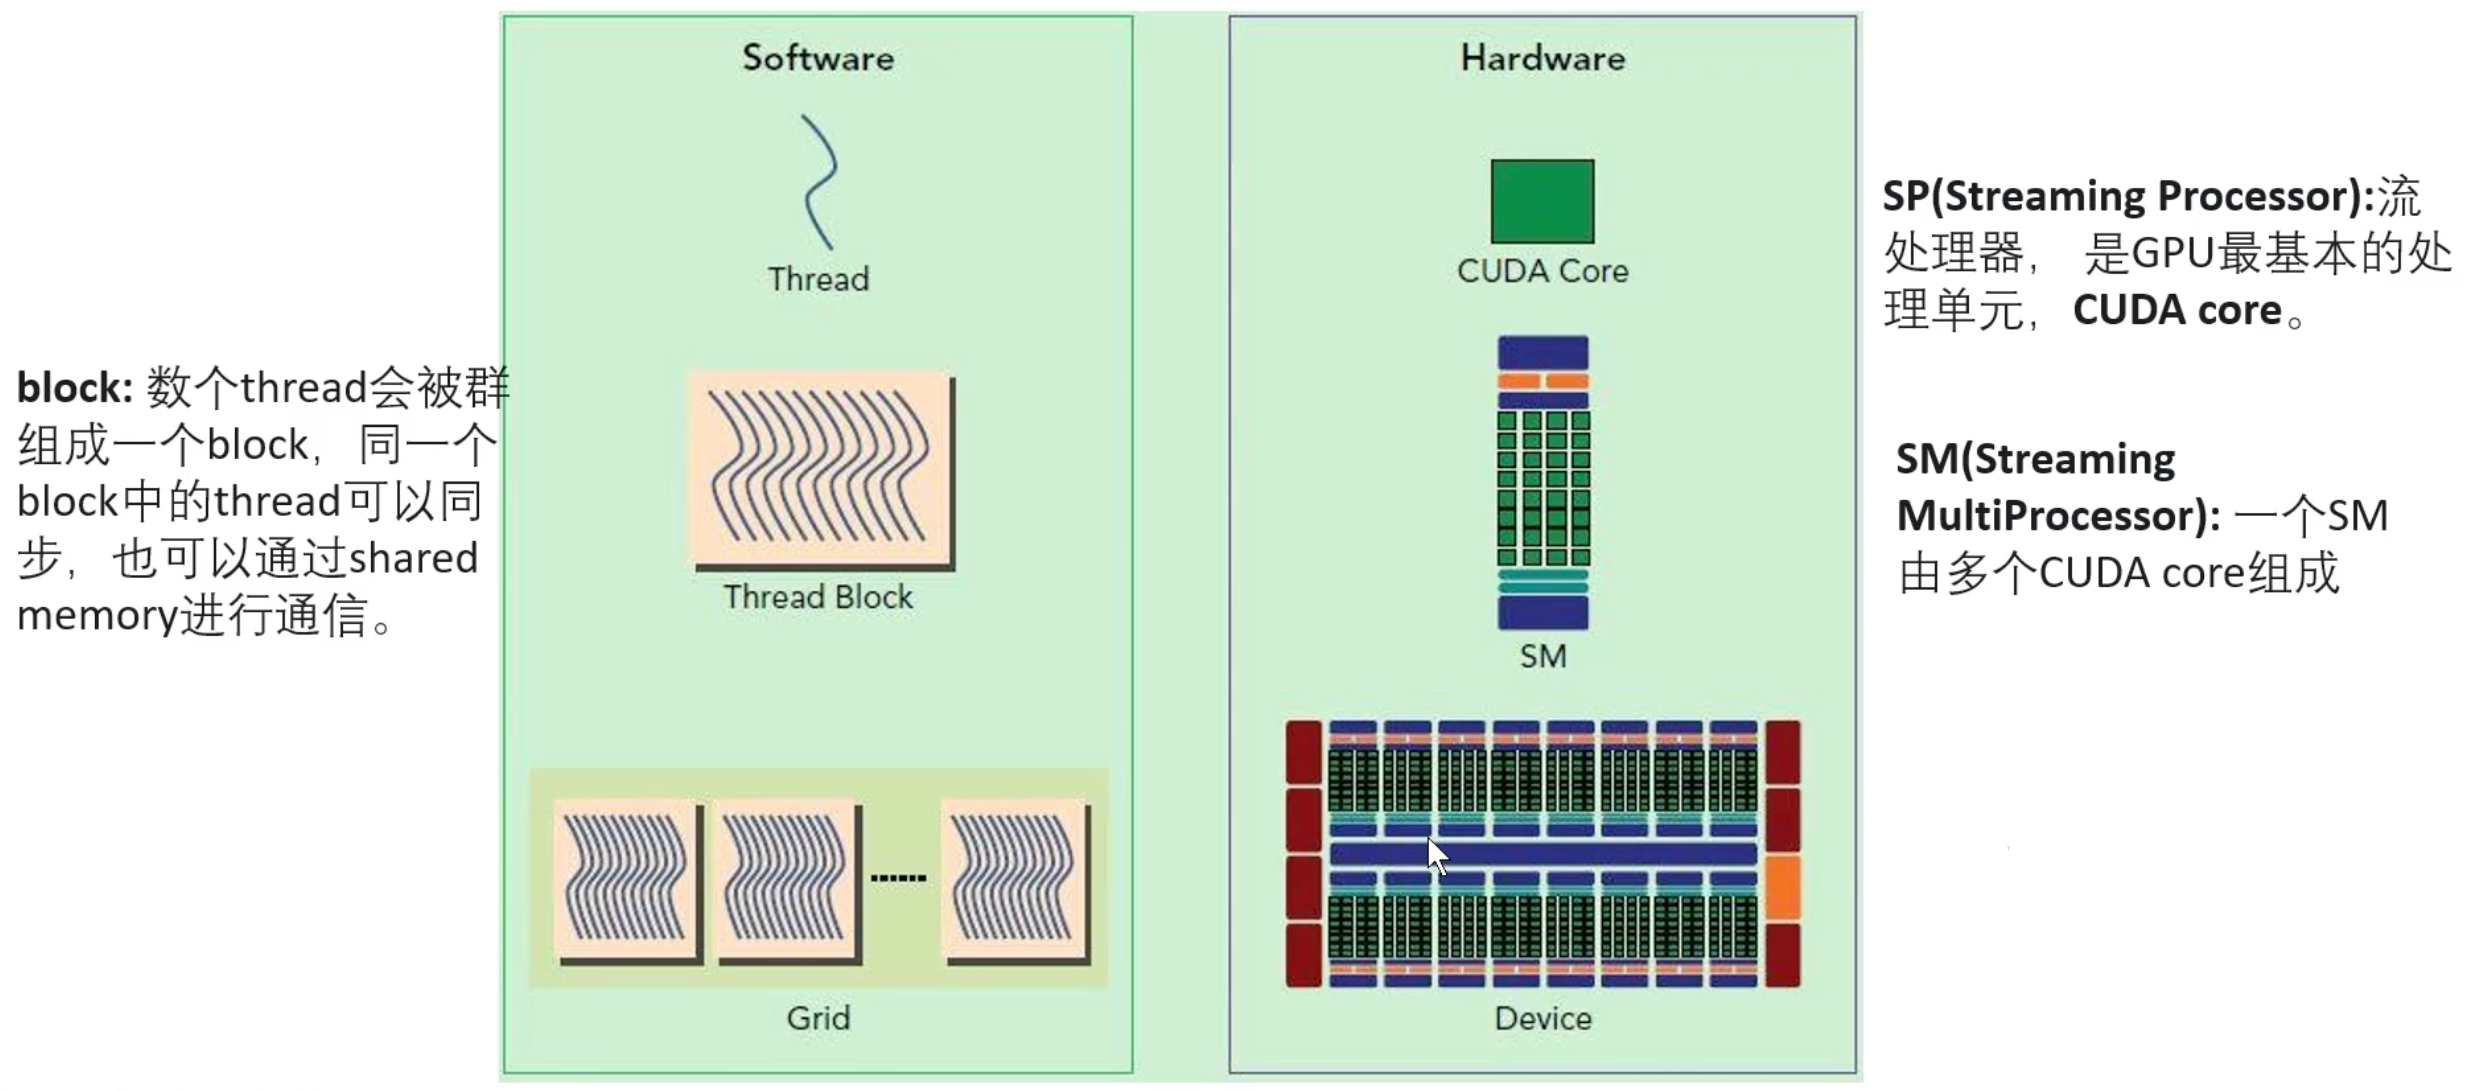 Software
Thread
block: 数个thread会被群
组成一个block，同一个
block中的thread可以同
步，也可以通过shared
memory进行通信。
Thread Block
Grid
Hardware
CUDA Core
SP(Streaming Processor):流
处理器， 是GPU最基本的处
理单元，CUDA core。
SM(Streaming
MultiProcessor): 一个SM
由多个CUDA core组成
SM
Device